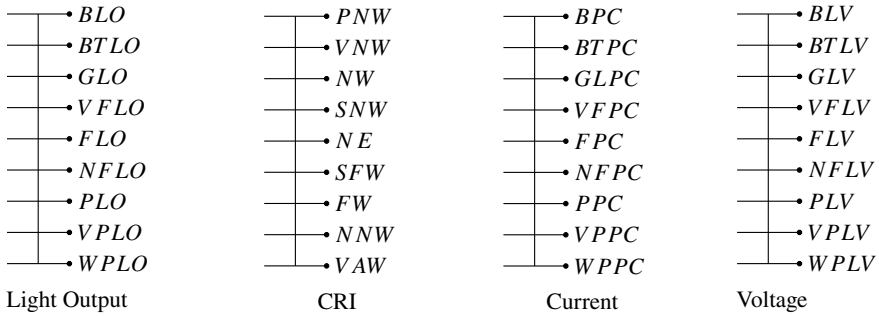 BLO
BTLO
GLO
VFLO
FLO
NFLO
PLO
VPLO
WPLO
Light Output
PNW
VNW
NW
SNW
NE
SFW
FW
NNW
VAW
CRI
BPC
BTPC
GLPC
VFPC
FPC
NFPC
PPC
VPPC
WPPC
Current
BLV
BTLV
GLV
VFLV
FLV
NFLV
PLV
VPLV
WPLV
Voltage